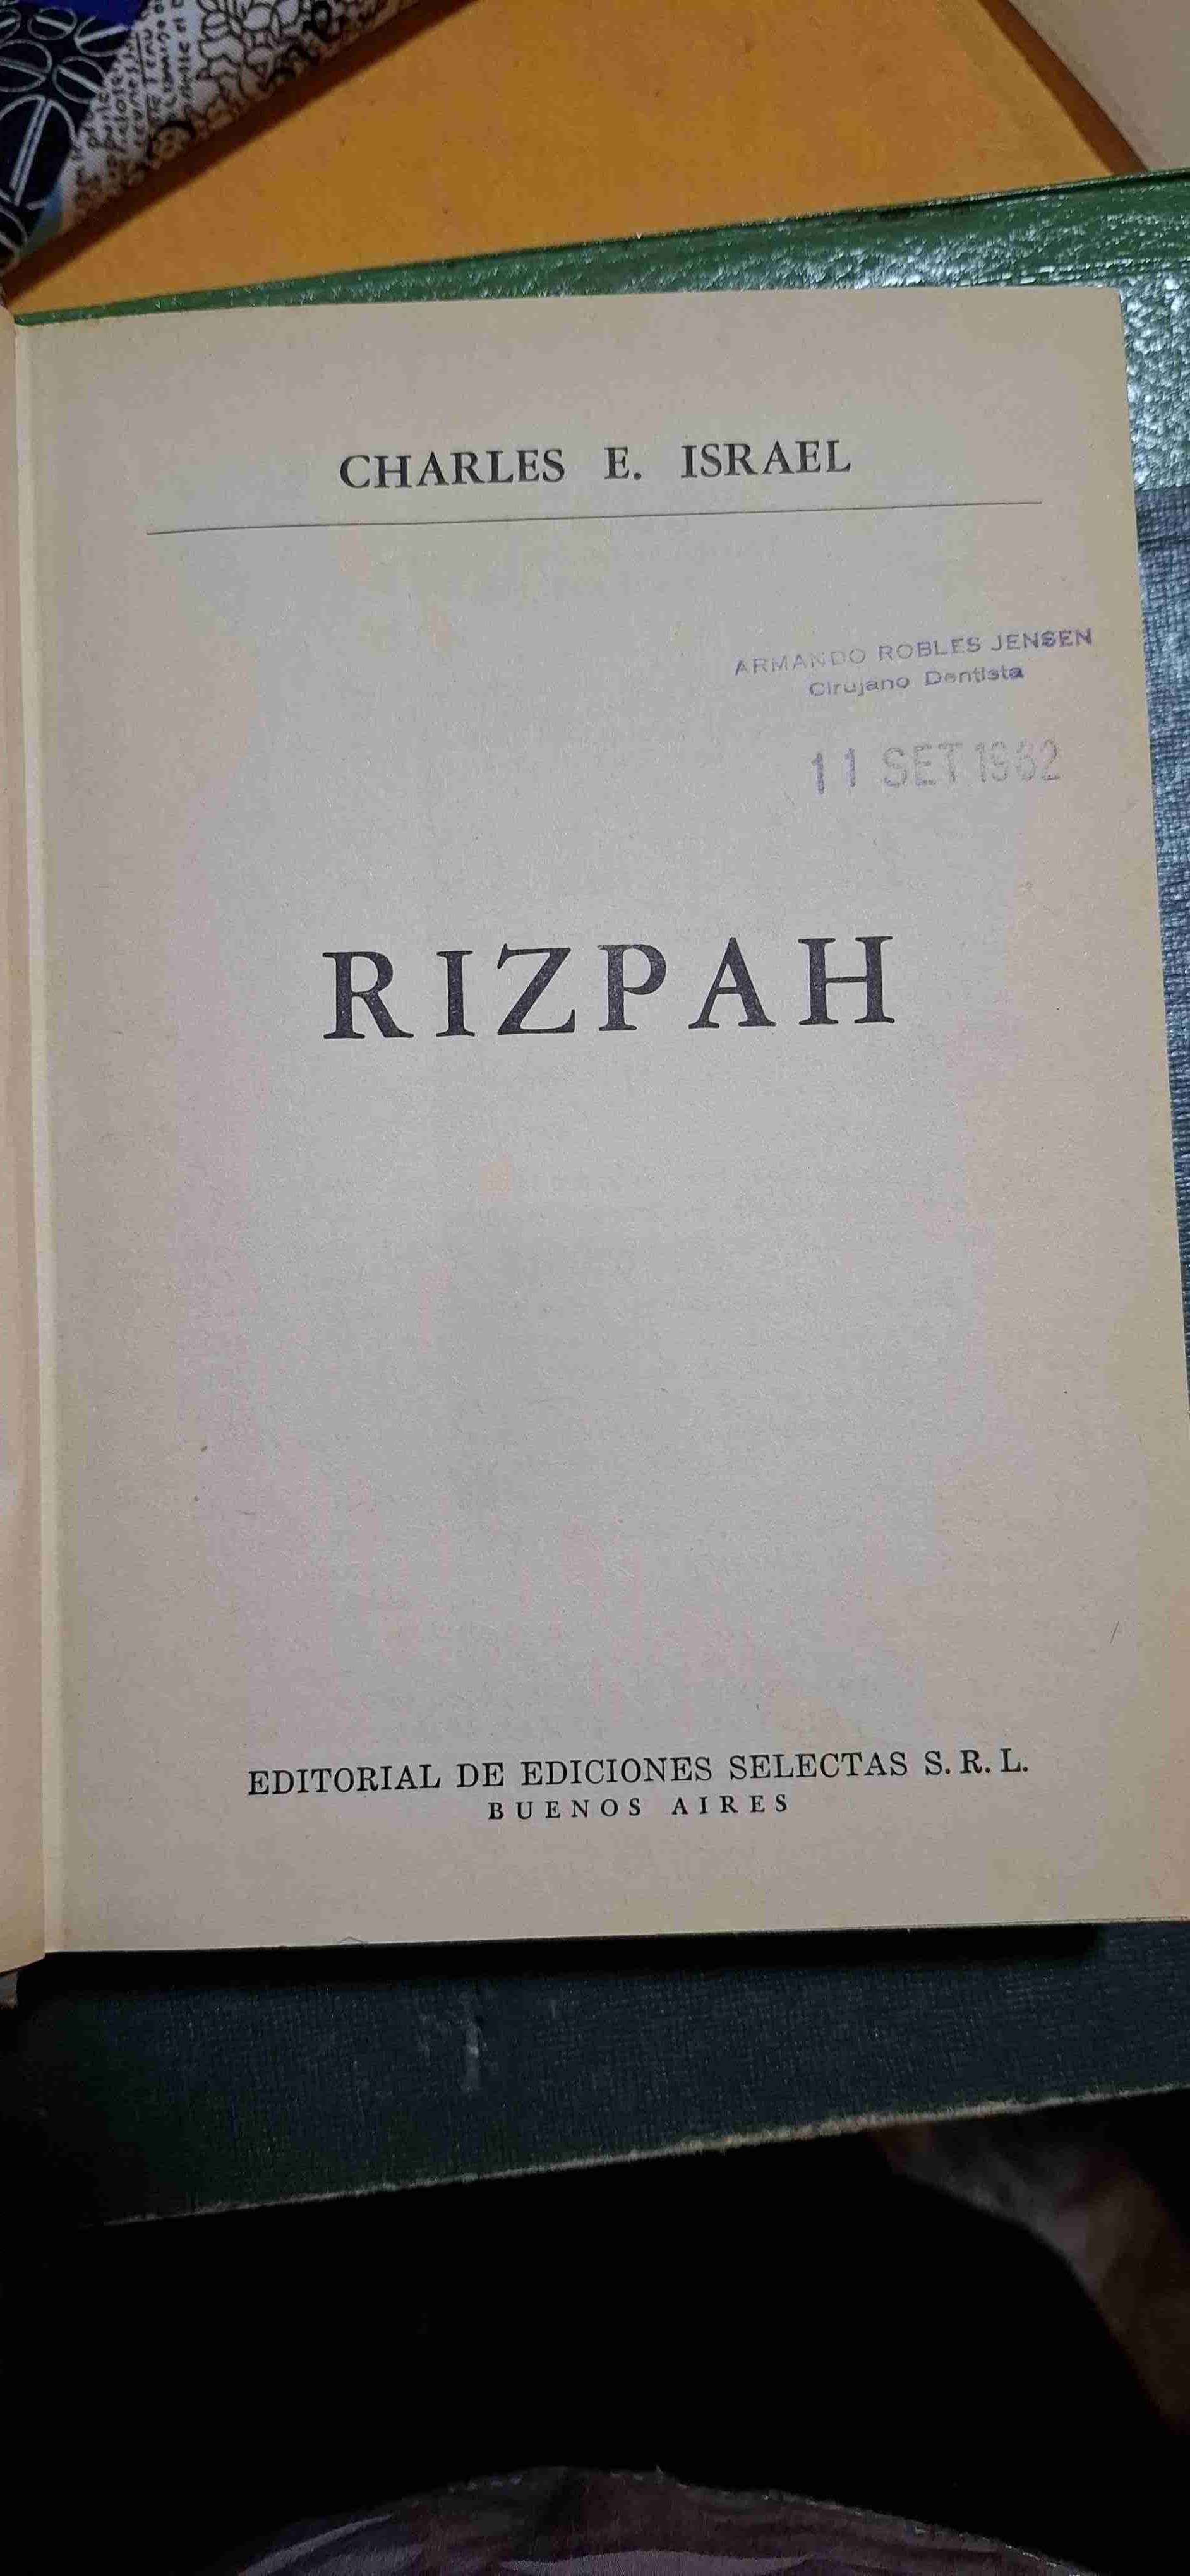 CHARLES E. ISRAEL
ARMANDO ROBLES JENSEN
Cirujano Dentista
11 SET 1962
RIZPAH
EDITORIAL DE EDICIONES SELECTAS S. R. L.
BUENOS AIRES